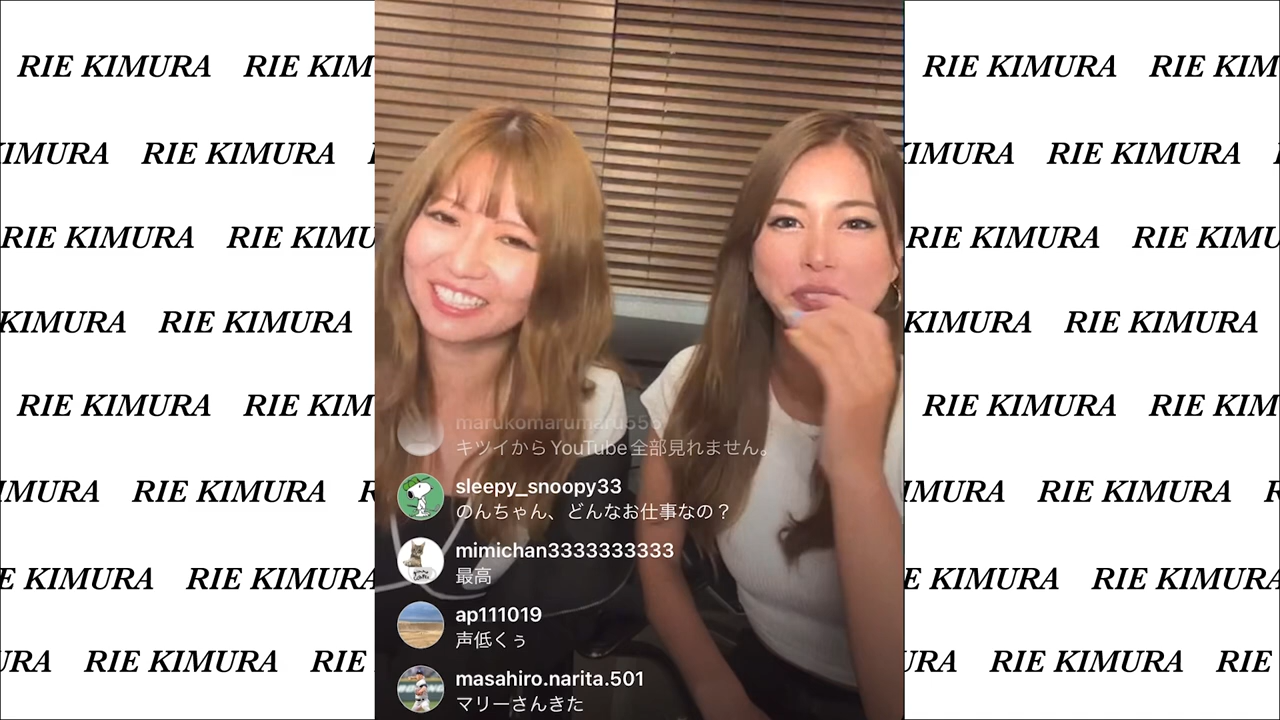 RIE KIMURA RIE KIM
IMURA RIE KIMURA
RIE KIMURA RIE KIMU
KIMURA RIE KIMURA
RIE KIMURA RIE KIM
IMURA RIE KIMURA R
E KIMURA RIE KIMURA
URA RIE KIMURA RIE
marukomarumaru555
キツイからYouTube全部見れません。
sleepy_snoopy33
のんちゃん、どんなお仕事なの？
mimichan3333333333
最高
ap111019
声低くぅ
masahiro.narita.501
マリーさんきた
RIE KIMURA RIE KIM
IMURA RIE KIMURA
RIE KIMURA RIE KIMU
KIMURA RIE KIMURA
RIE KIMURA RIE KIM
IMURA RIE KIMURA R
E KIMURA RIE KIMURA
URA RIE KIMURA RIE